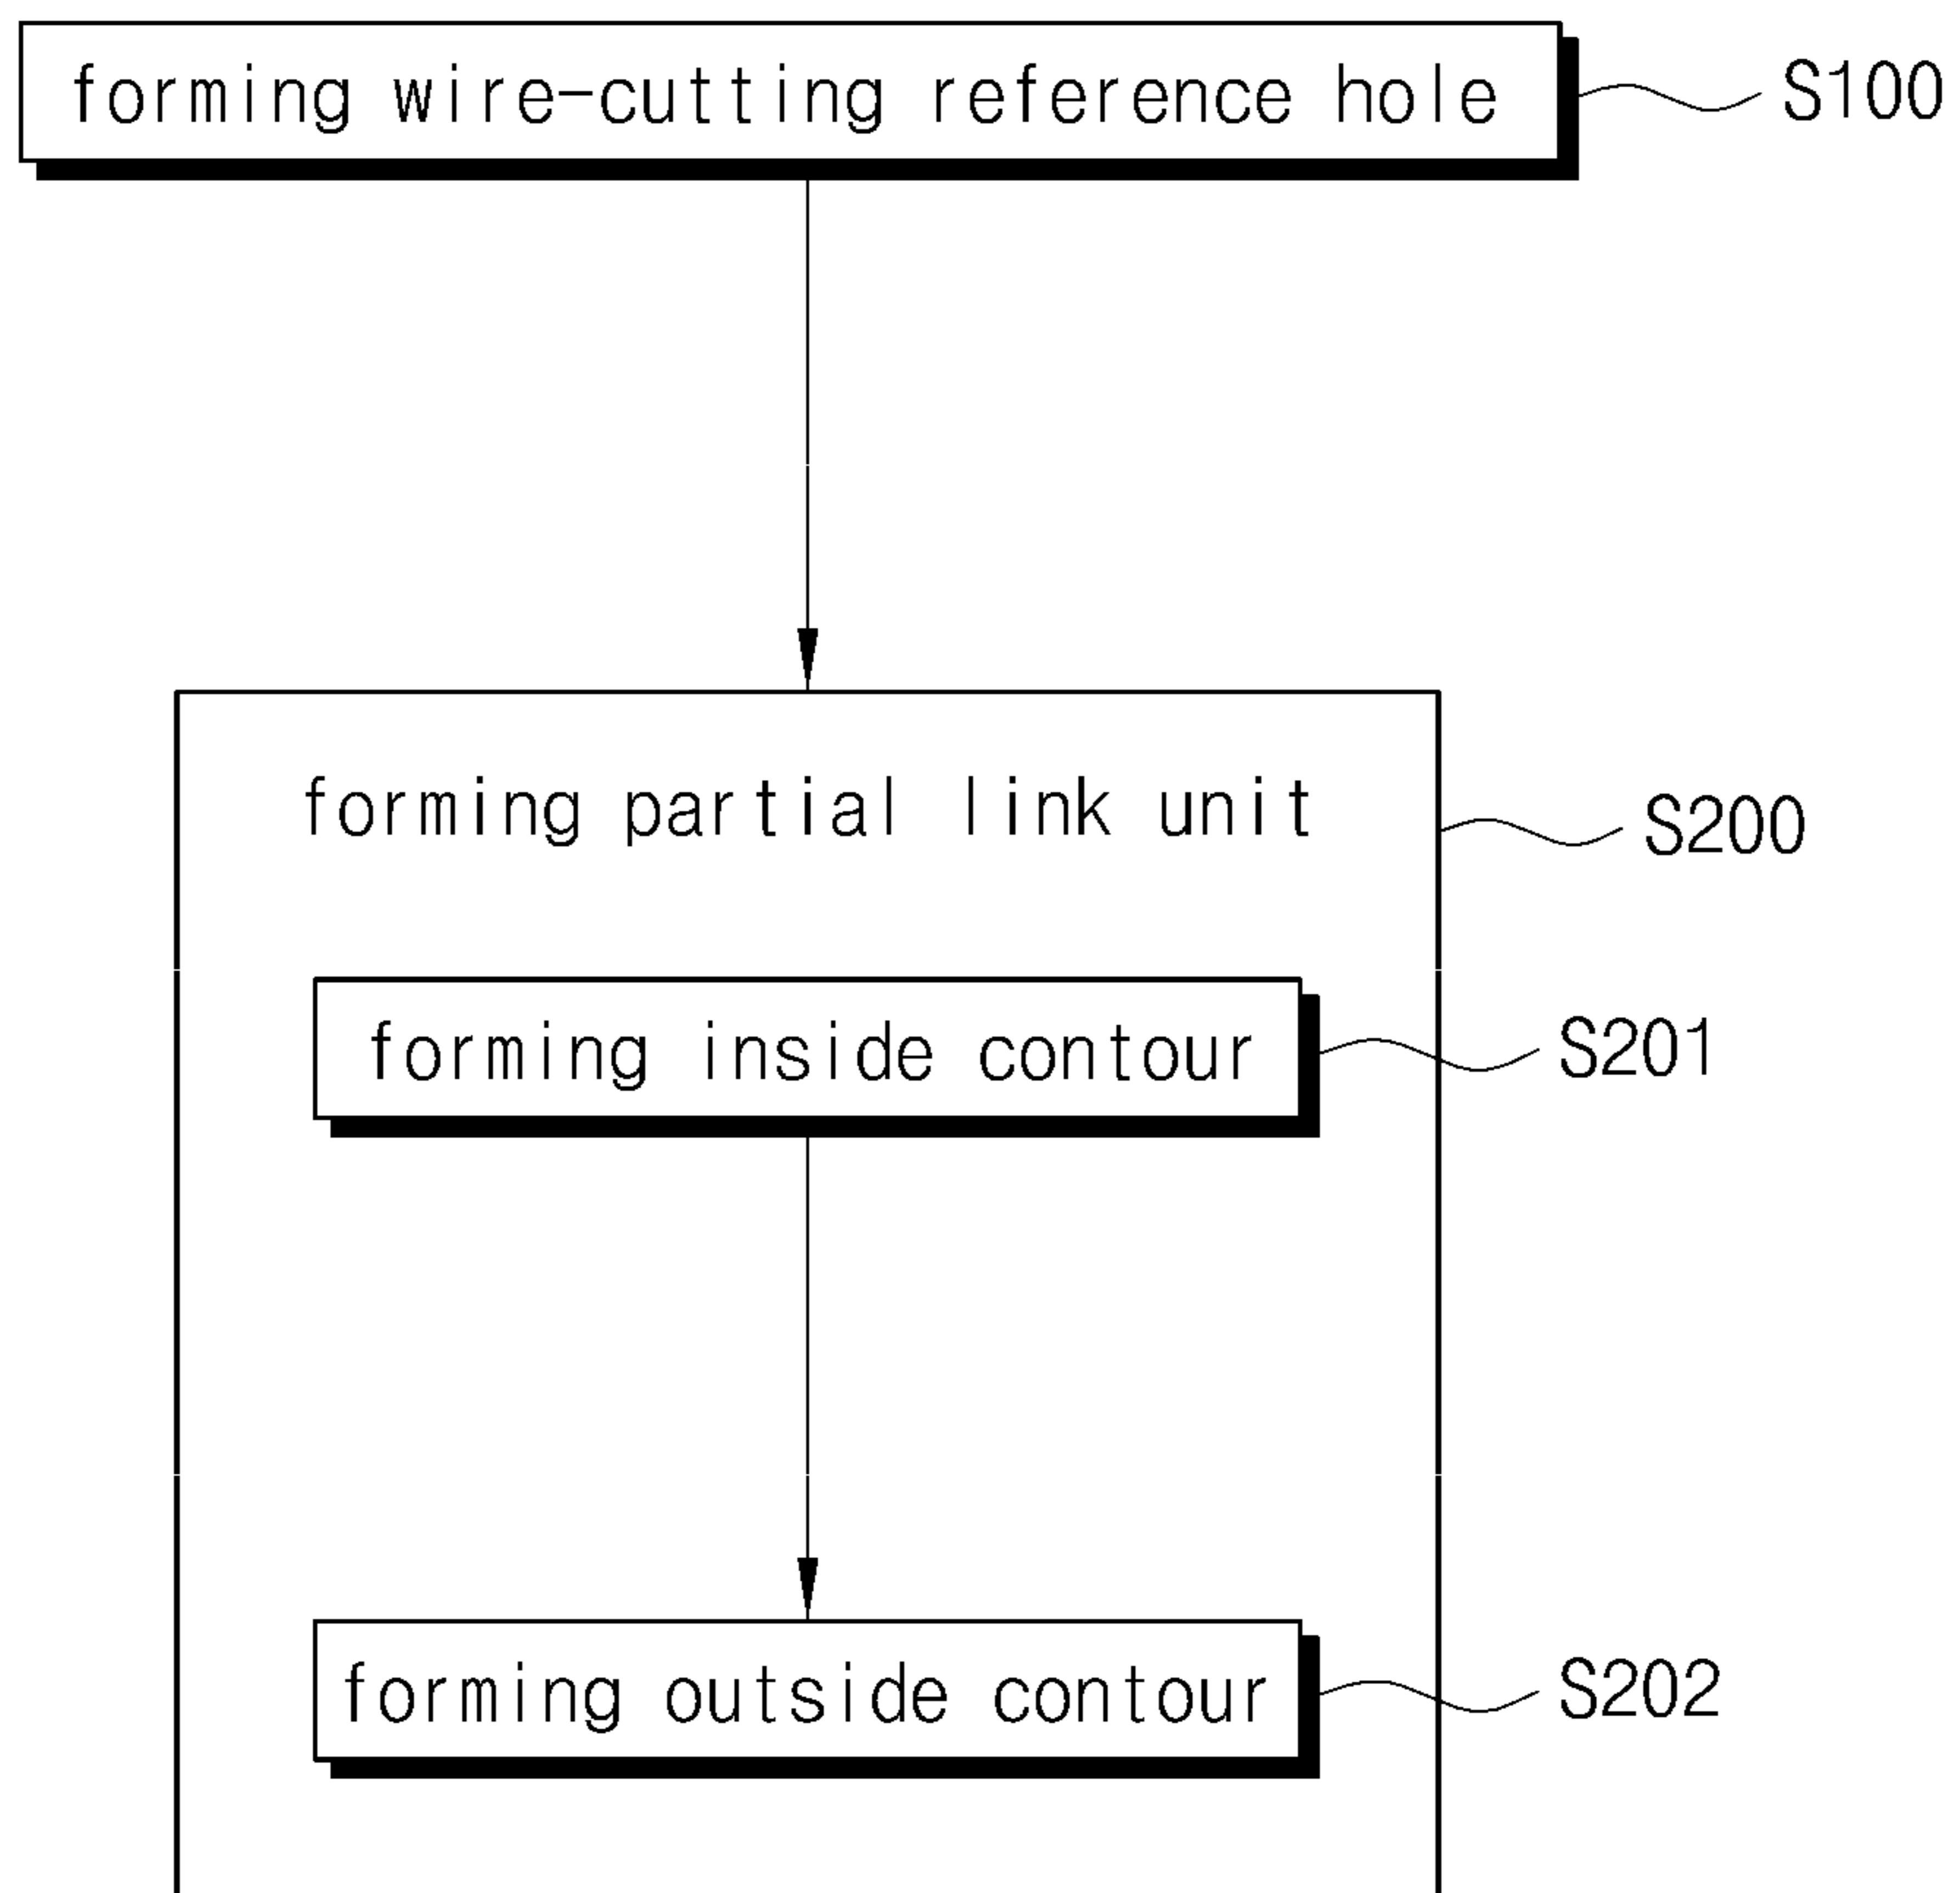 forming wire-cutting reference hole S100
forming partial link unit S200
forming inside contour S201
forming outside contour S202